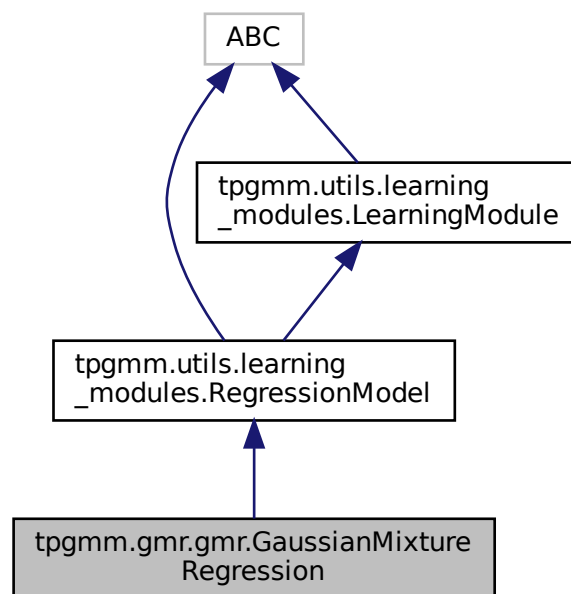 ABC
tpgmm.utils.learning
_modules.LearningModule
tpgmm.utils.learning
_modules.RegressionModel
tpgmm.gmr.gmr.GaussianMixture
Regression